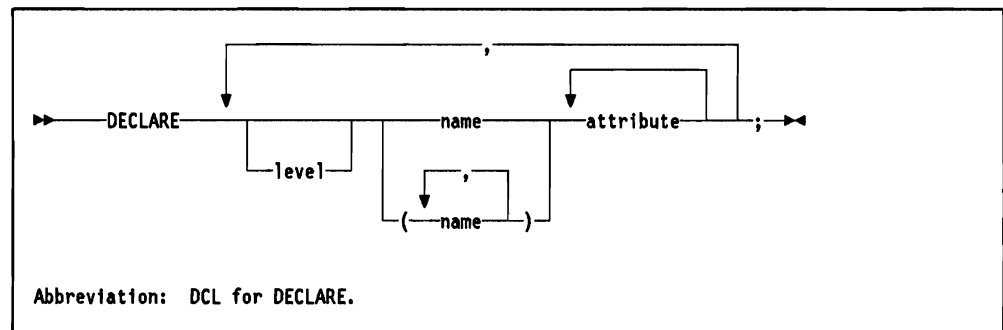 ,
DECLARE name attribute ;
level ,
( name )
Abbreviation: DCL for DECLARE.